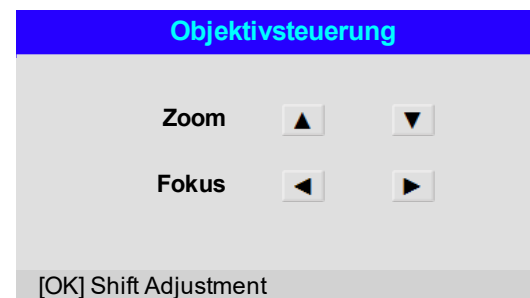 Objektivsteuerung
Zoom ▲ ▼
Fokus ◄ ►
[OK] Shift Adjustment